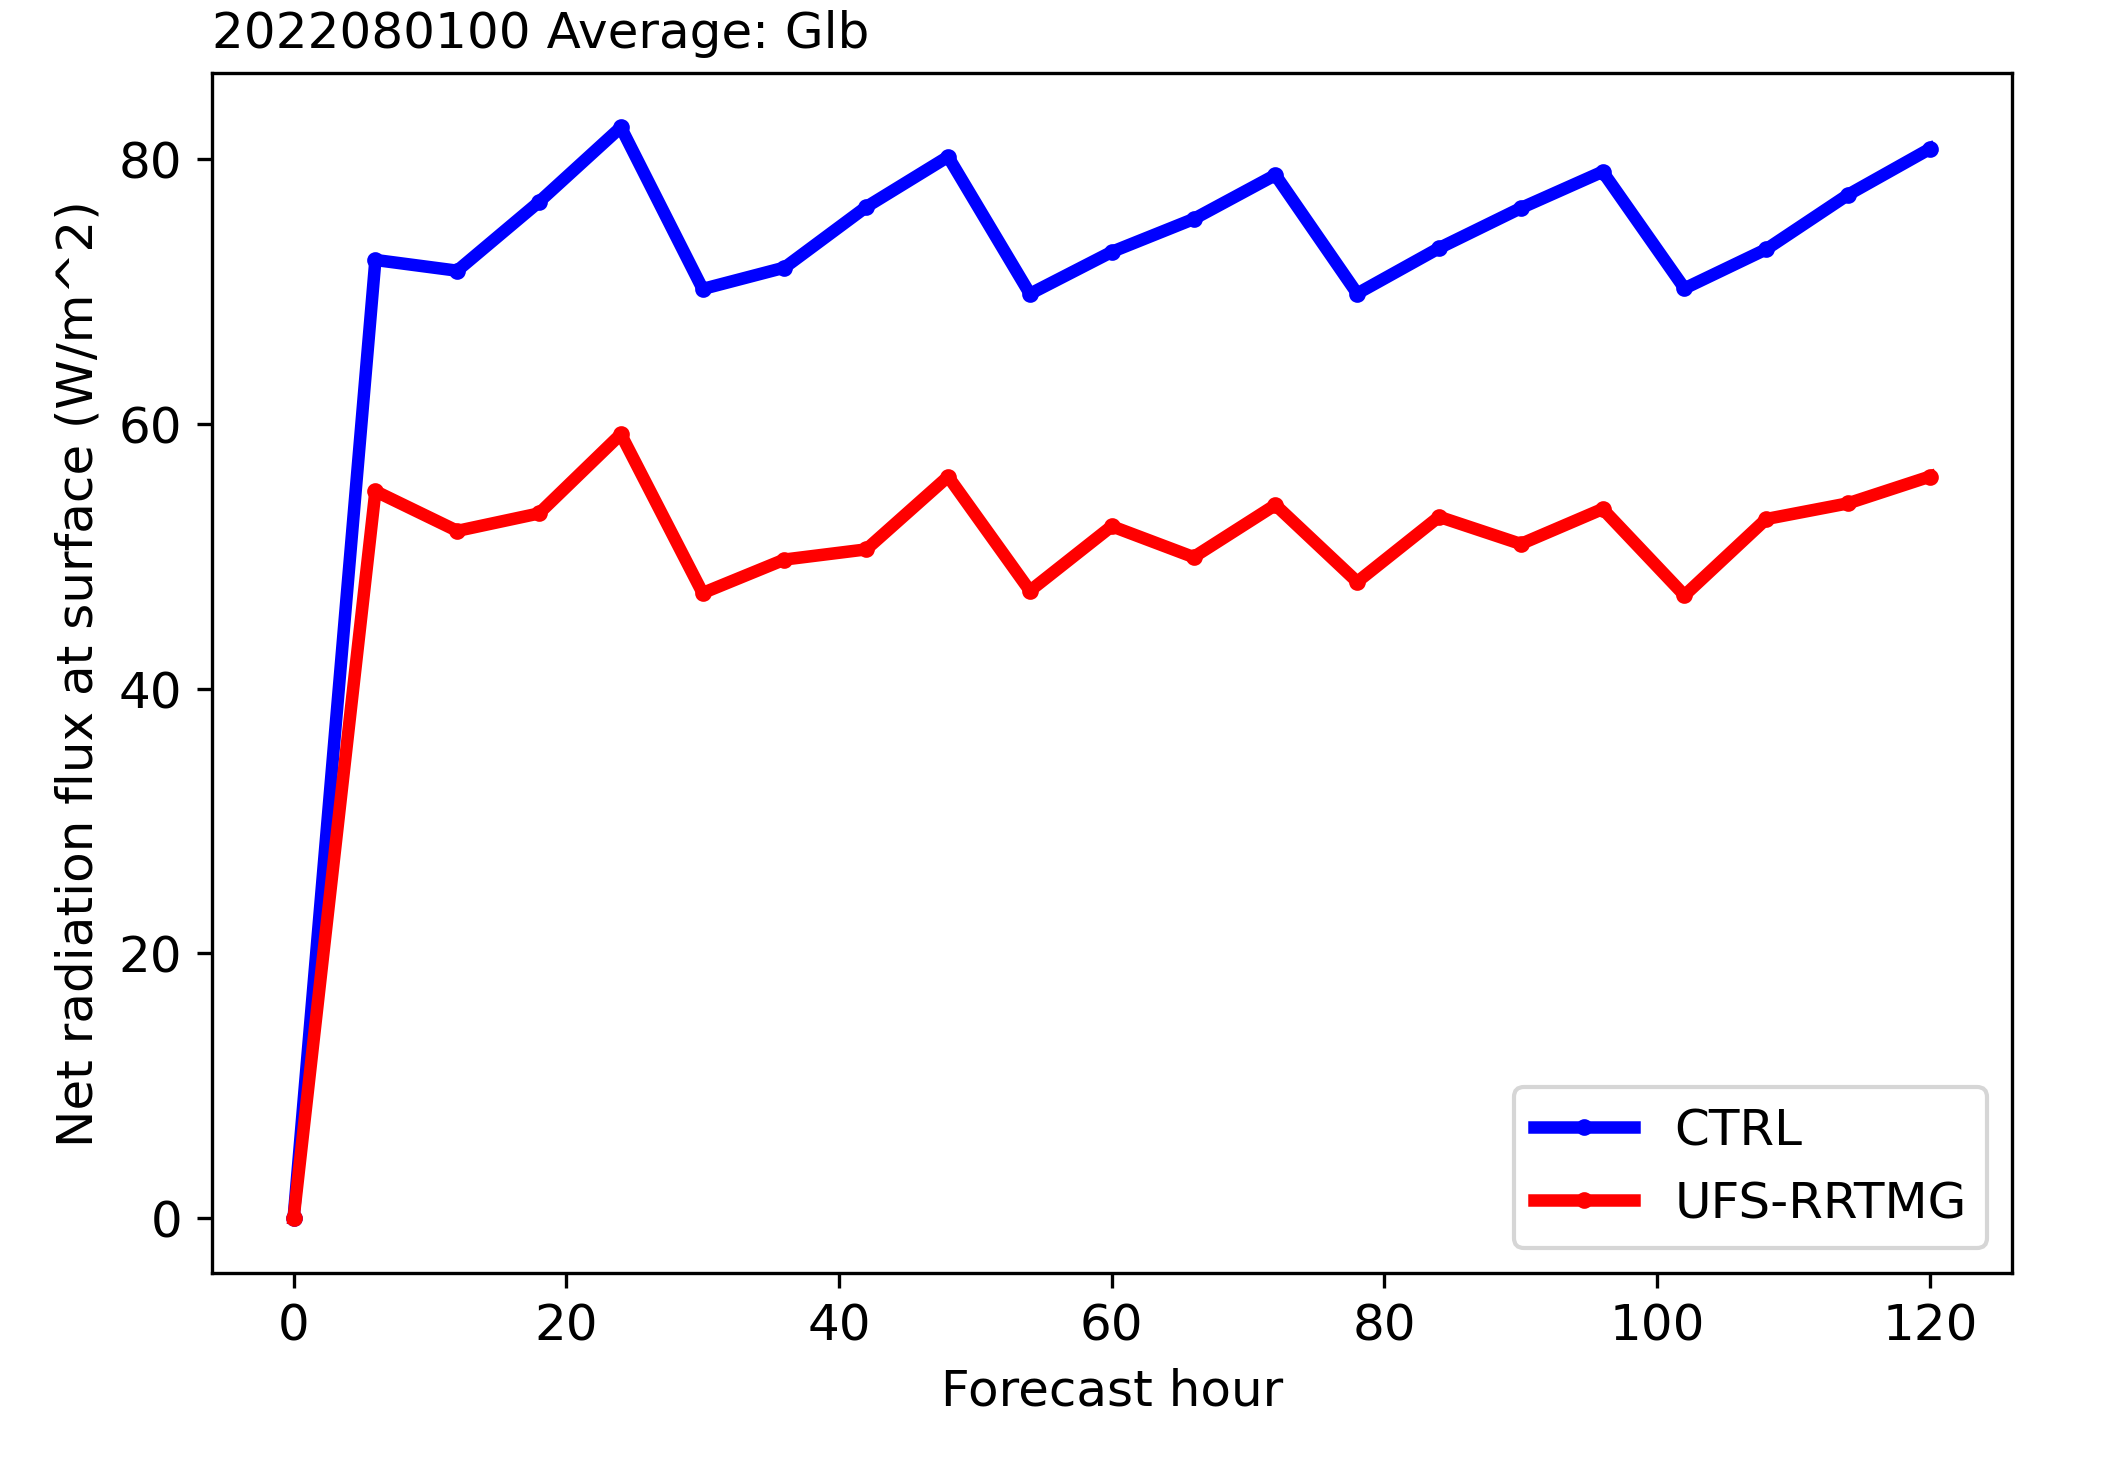 2022080100 Average: Glb
Net radiation flux at surface (W/m^2)
80
60
40
20
0
0 20 40 60 80 100 120
Forecast hour
CTRL
UFS-RRTMG